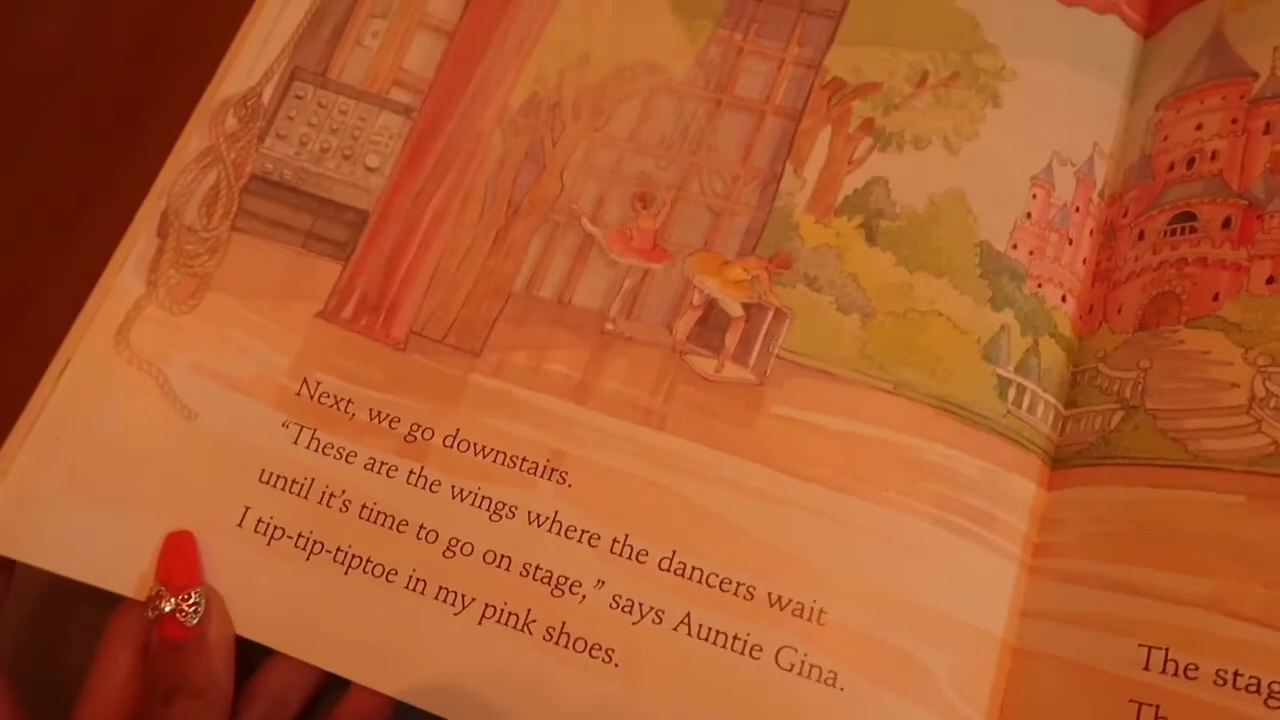 Next, we go downstairs.
“These are the wings where the dancers wait
until it’s time to go on stage,” says Auntie Gina.
I tip-tip-tiptoe in my pink shoes.
The